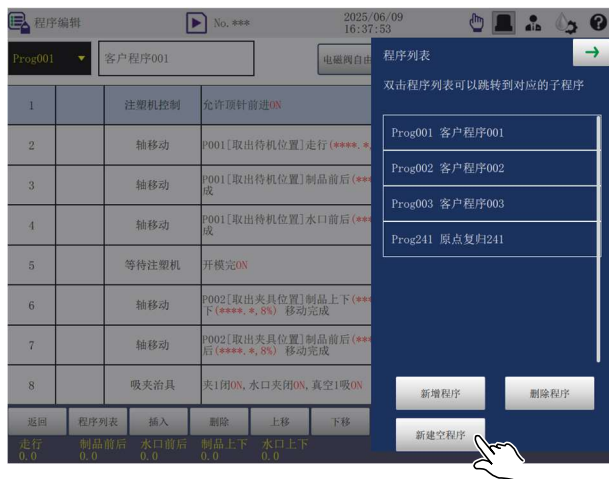 程序编辑
No. ***
2025/06/09
16:37:53
Prog001
客户程序001
电磁阀自由
1 注塑机控制 允许顶针前进ON
2 轴移动 P001[取出待机位置]走行(****.*,
3 轴移动 P001[取出待机位置]制品前后(***
成
4 轴移动 P001[取出待机位置]水口前后(***
成
5 等待注塑机 开模完ON
6 轴移动 P002[取出夹具位置]制品上下(***
下(****.*,8%) 移动完成
7 轴移动 P002[取出夹具位置]制品前后(***
后(****.*,8%) 移动完成
8 吸夹治具 夹1闭ON,水口夹闭ON,真空1吸ON
返回 程序列表 插入 删除 上移 下移
走行 制品前后 水口前后 制品上下 水口上下
0.0 0.0 0.0 0.0 0.0
程序列表
双击程序列表可以跳转到对应的子程序
Prog001 客户程序001
Prog002 客户程序002
Prog003 客户程序003
Prog241 原点复归241
新增程序 删除程序
新建空程序